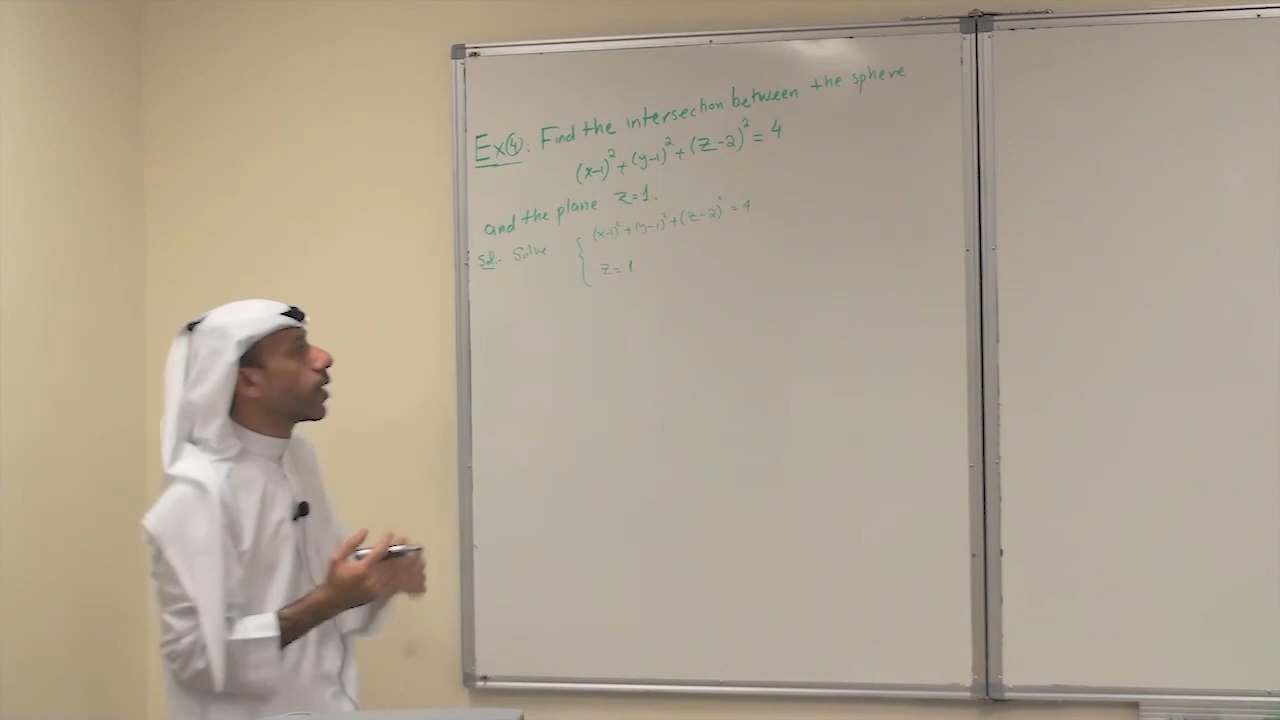 Ex④: Find the intersection between the sphere
(x-1)² + (y-1)² + (z-2)² = 4
and the plane z=1.
Sol.. Solve { (x-1)² + (y-1)² + (z-2)² = 4
z = 1